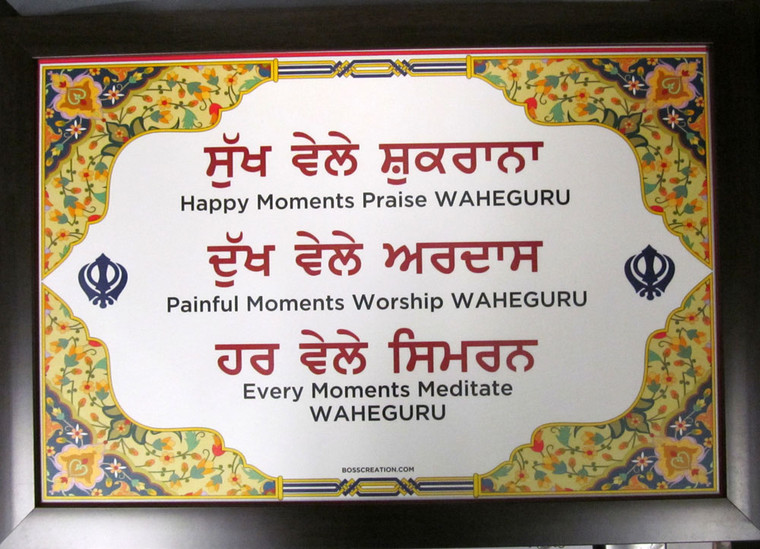 ਸੁੱਖ ਵੇਲੇ ਸ਼ੁਕਰਾਨਾ
Happy Moments Praise WAHEGURU
ਦੁੱਖ ਵੇਲੇ ਅਰਦਾਸ
Painful Moments Worship WAHEGURU
ਹਰ ਵੇਲੇ ਸਿਮਰਨ
Every Moments Meditate
WAHEGURU
BOSSCREATION.COM